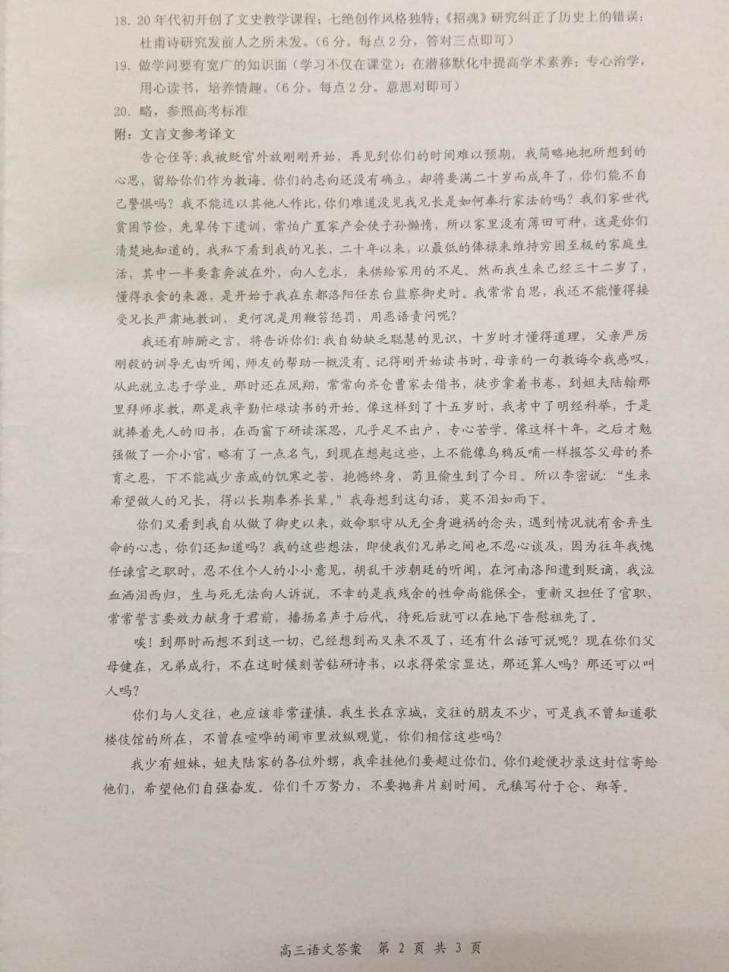 18. 20 年代初开创了文史教学课程；七绝创作风格独特；《招魂》研究纠正了历史上的错误；
杜甫诗研究发前人之所未发。（6 分。每点 2 分，答对三点即可）
19. 做学问要有宽广的知识面（学习不仅在课堂）；在潜移默化中提高学术素养；专心治学，
用心读书，培养情趣。（6 分。每点 2 分。意思对即可）
20. 略，参照高考标准
附：文言文参考译文
告仑侄等：我被贬官外放刚刚开始，再见到你们的时间难以预期，我简略地把所想到的
心思，留给你们作为教诲。你们的志向还没有确立，却将要满二十岁而成年了，你们能不自
己警惕吗？我不能远以其他人作比，你们难道没见我兄长是如何奉行家法的吗？我们家世代
贫困节俭，先辈传下遗训，常怕广置家产会使子孙懒惰，所以家里没有薄田可种，这是你们
清楚地知道的。我私下看到我的兄长，二十年以来，以最低的俸禄来维持穷困至极的家庭生
活，其中一半要靠奔波在外，向人乞求，来供给家用的不足。然而我生来已经三十二岁了，
懂得衣食的来源，是开始于我在东都洛阳任东台监察御史时。我常常自思，我还不能懂得接
受兄长严肃地教训，更何况是用鞭笞惩罚，用恶语责问呢？
我还有肺腑之言，将告诉你们：我自幼缺乏聪慧的见识，十岁时才懂得道理，父亲严厉
刚毅的训导无由听闻，师友的帮助一概没有。记得刚开始读书时，母亲的一句教诲令我感叹，
从此就立志于学业。那时还在凤翔，常常向齐仓曹家去借书，徒步拿着书卷，到姐夫陆翰那
里拜师求教，那是我辛勤忙碌读书的开始。像这样到了十五岁时，我考中了明经科举，于是
就捧着先人的旧书，在西窗下研读深思，几乎足不出户，专心苦学。像这样十年，之后才勉
强做了一介小官，略有了一点名气，到现在想起这些，上不能像乌鸦反哺一样报答父母的养
育之恩，下不能减少亲戚的饥寒之苦，抱憾终身，苟且偷生到了今日。所以李密说：“生来
希望做人的兄长，得以长期奉养长辈。”我每想到这句话，莫不泪如雨下。
你们又看到我自从做了御史以来，效命职守从无全身避祸的念头，遇到情况就有舍弃生
命的心志，你们还知道吗？我的这些想法，即使我们兄弟之间也不忍心谈及，因为往年我愧
任谏官之职时，忍不住个人的小小意见，胡乱干涉朝廷的听闻，在河南洛阳遭到贬谪，我泣
血洒泪西归，生与死无法向人诉说。不幸的是我残余的性命尚能保全，重新又担任了官职，
常常誓言要效力献身于君前，播扬名声于后代，待死后就可以在地下告慰祖先了。
唉！到那时而想不到这一切，已经想到而又来不及了，还有什么话可说呢？现在你们父
母健在，兄弟成行，不在这时候刻苦钻研诗书，以求得荣宗显达，那还算人吗？那还可以叫
人吗？
你们与人交往，也应该非常谨慎。我生长在京城，交往的朋友不少，可是我不曾知道歌
楼伎馆的所在，不曾在喧哗的闹市里放纵观览，你们相信这些吗？
我少有姐妹，姐夫陆家的各位外甥，我牵挂他们要超过你们。你们趁便抄录这封信寄给
他们，希望他们自强奋发。你们千万努力，不要抛弃片刻时间。元稹写付于仑、郑等。
高三语文答案 第 2 页 共 3 页